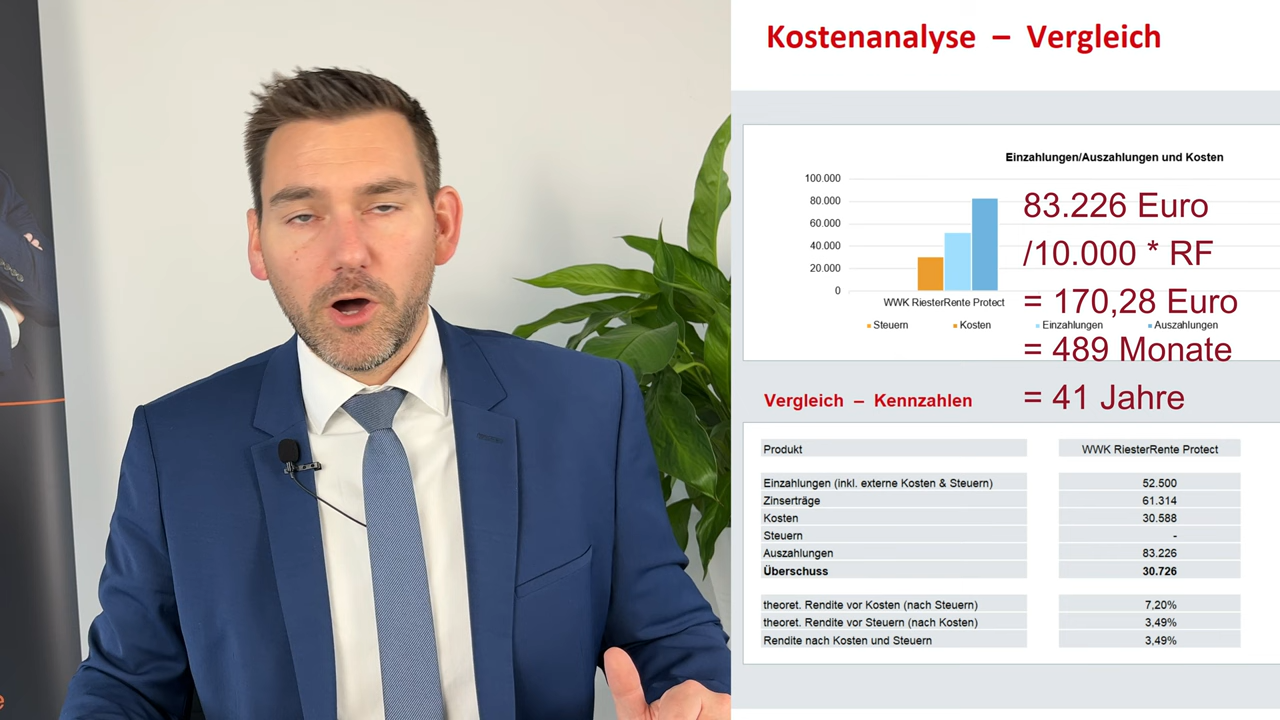 Kostenanalyse – Vergleich
Einzahlungen/Auszahlungen und Kosten
100.000
80.000
60.000
40.000
20.000
0
WWK RiesterRente Protect
Steuern Kosten Einzahlungen Auszahlungen
83.226 Euro
/10.000 * RF
= 170,28 Euro
= 489 Monate
= 41 Jahre
Vergleich – Kennzahlen
Produkt WWK RiesterRente Protect
Einzahlungen (inkl. externe Kosten & Steuern) 52.500
Zinserträge 61.314
Kosten 30.588
Steuern -
Auszahlungen 83.226
Überschuss 30.726
theoret. Rendite vor Kosten (nach Steuern) 7,20%
theoret. Rendite vor Steuern (nach Kosten) 3,49%
Rendite nach Kosten und Steuern 3,49%